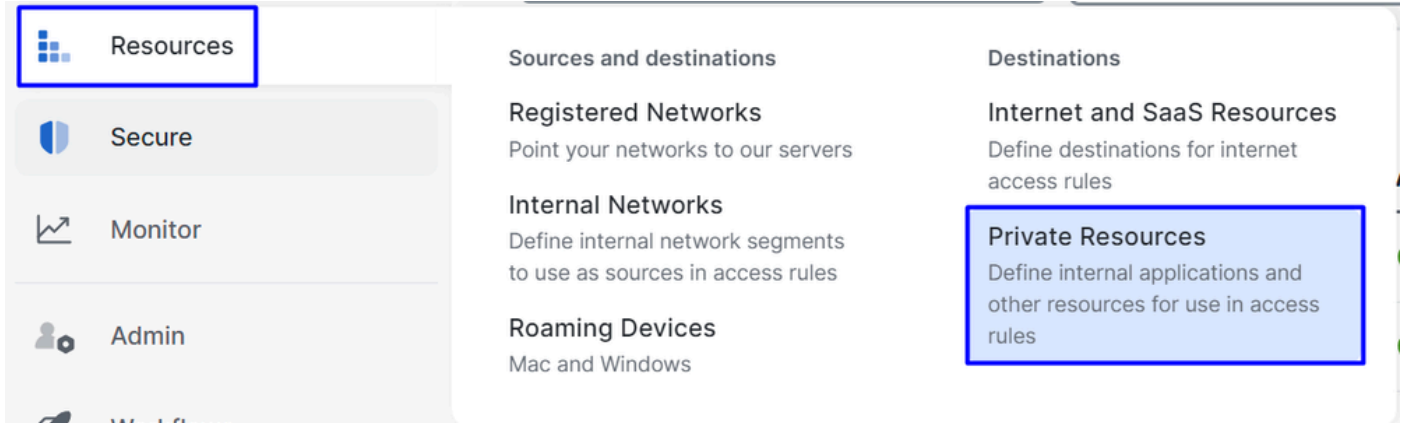 Resources
Secure
Monitor
Admin
Sources and destinations
Registered Networks
Point your networks to our servers
Internal Networks
Define internal network segments
to use as sources in access rules
Roaming Devices
Mac and Windows
Destinations
Internet and SaaS Resources
Define destinations for internet
access rules
Private Resources
Define internal applications and
other resources for use in access
rules